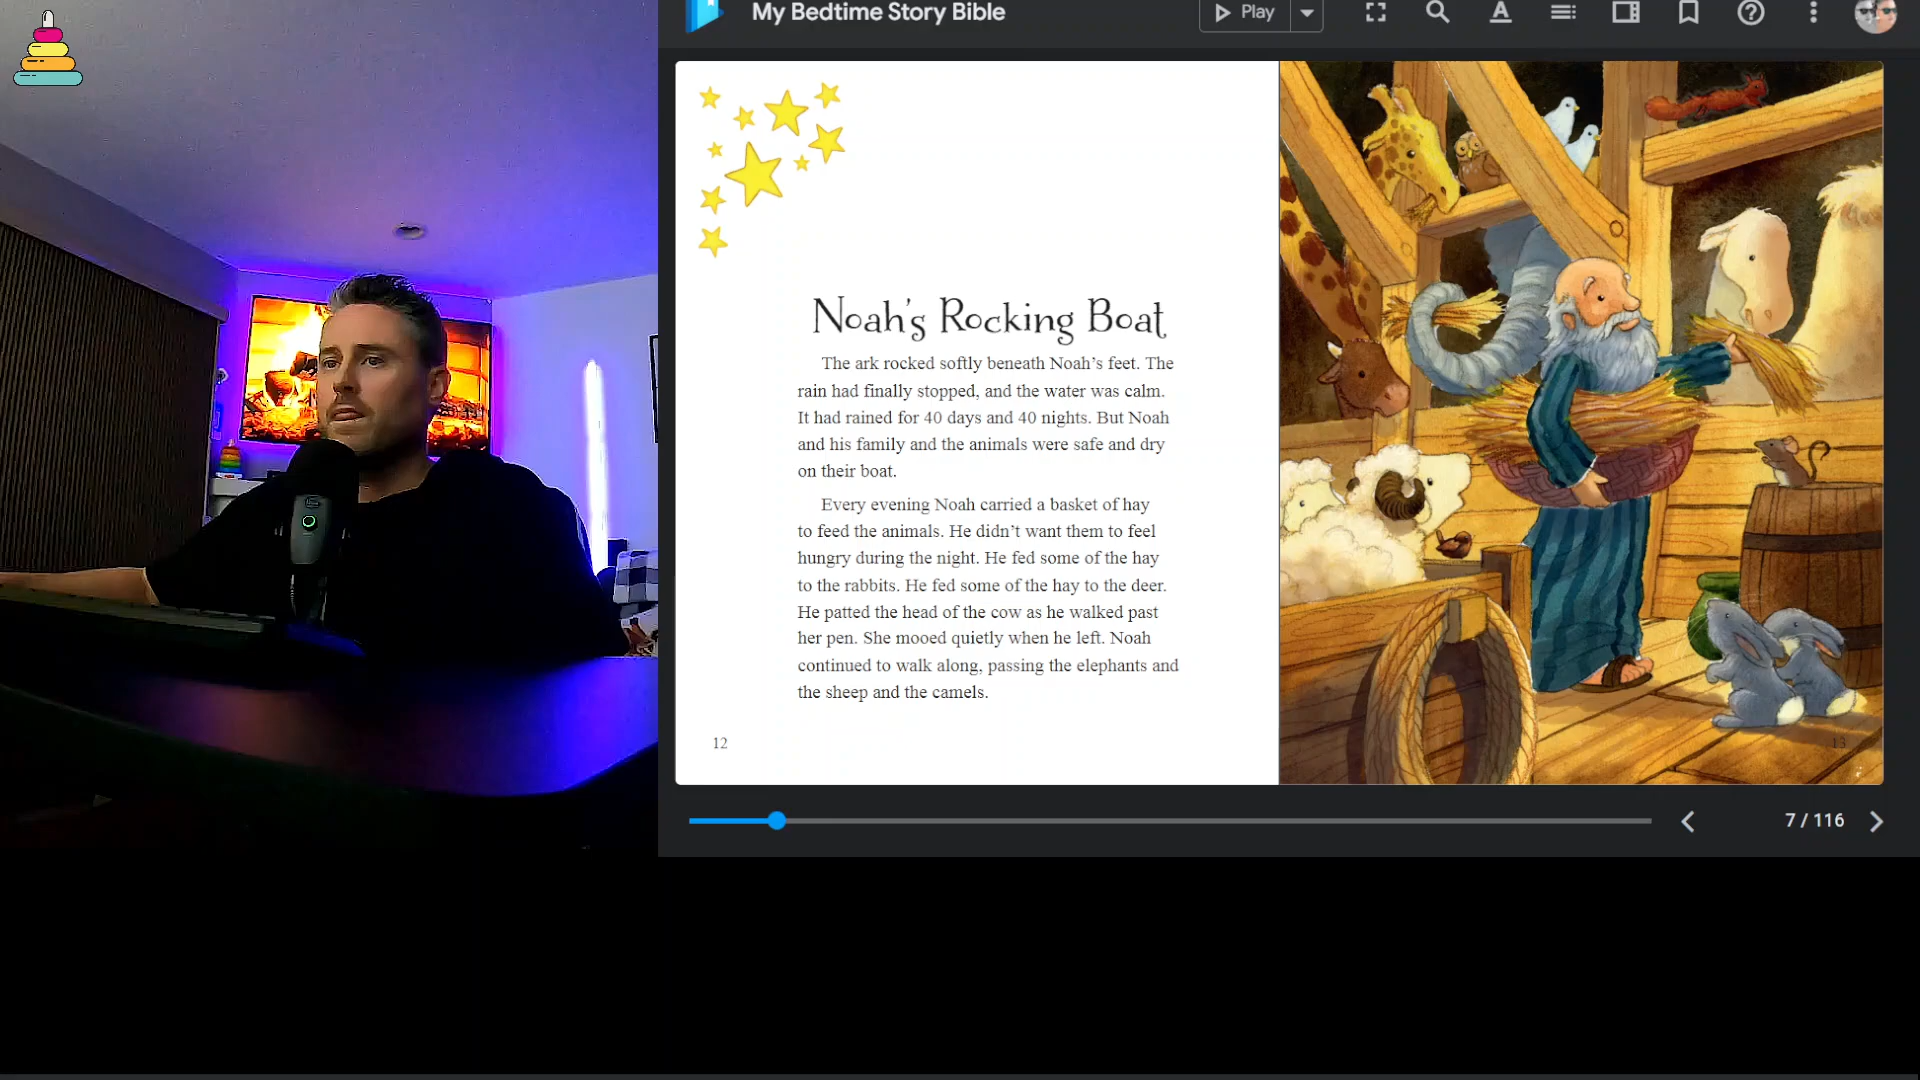 My Bedtime Story Bible
Play
Noah's Rocking Boat
The ark rocked softly beneath Noah's feet. The
rain had finally stopped, and the water was calm.
It had rained for 40 days and 40 nights. But Noah
and his family and the animals were safe and dry
on their boat.
Every evening Noah carried a basket of hay
to feed the animals. He didn't want them to feel
hungry during the night. He fed some of the hay
to the rabbits. He fed some of the hay to the deer.
He patted the head of the cow as he walked past
her pen. She mooed quietly when he left. Noah
continued to walk along, passing the elephants and
the sheep and the camels.
12
13
7 / 116